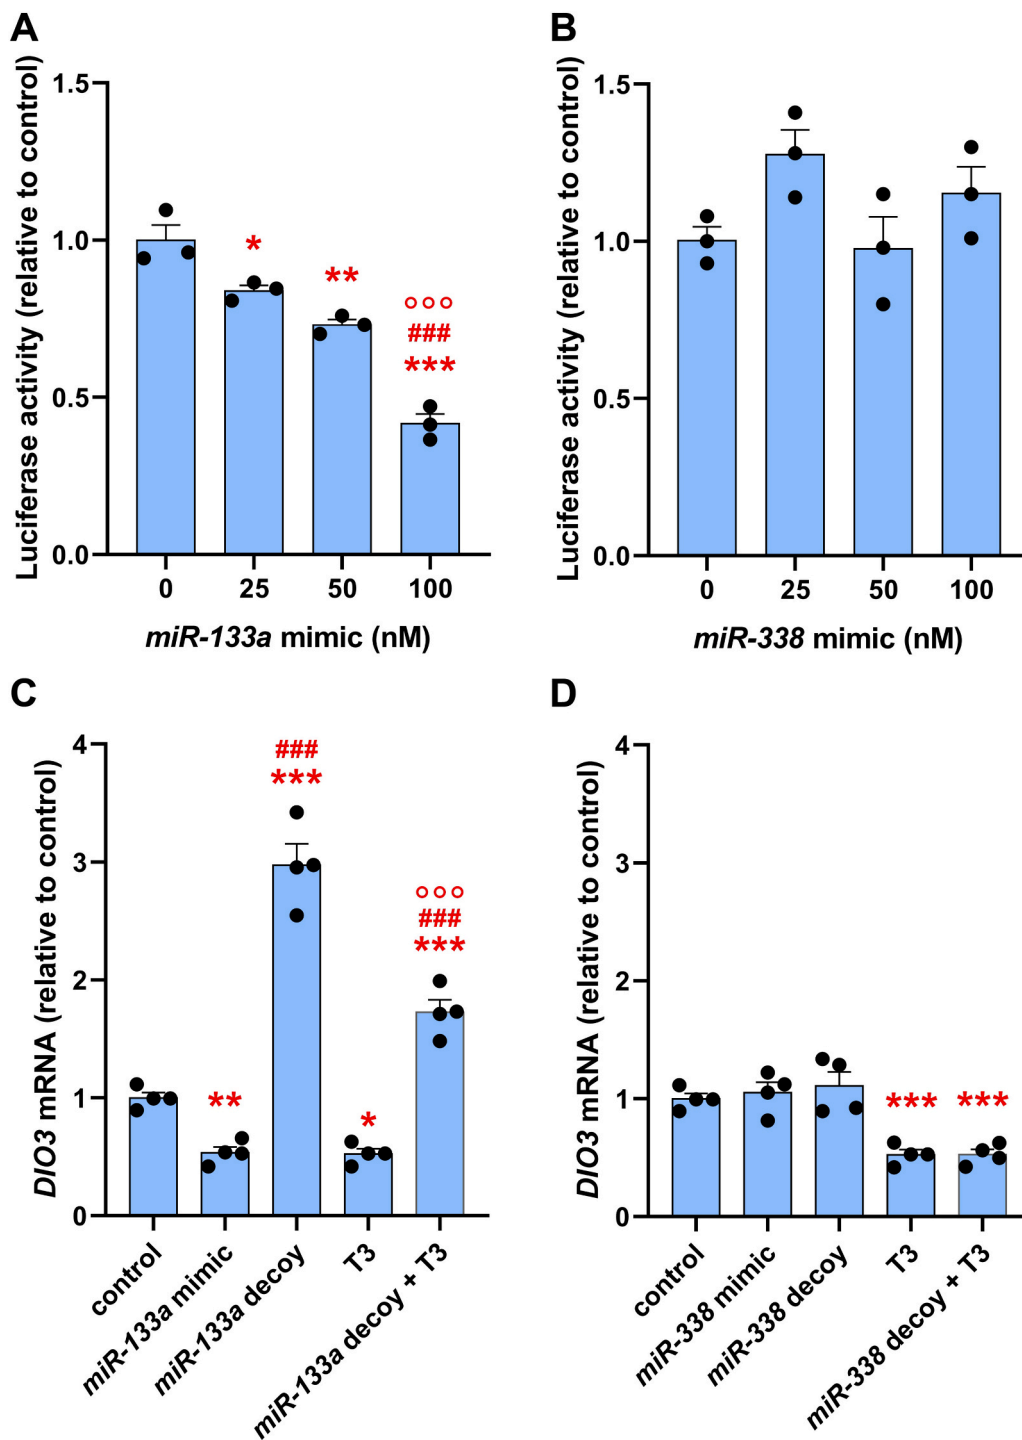 A
Luciferase activity (relative to control)
1.5
1.0
0.5
0.0
*
**
°°°
###
***
0 25 50 100
miR-133a mimic (nM)
B
Luciferase activity (relative to control)
1.5
1.0
0.5
0.0
0 25 50 100
miR-338 mimic (nM)
C
DIO3 mRNA (relative to control)
4
3
2
1
0
**
###
***
*
°°°
###
***
control
miR-133a mimic
miR-133a decoy
T3
miR-133a decoy + T3
D
DIO3 mRNA (relative to control)
4
3
2
1
0
***
***
control
miR-338 mimic
miR-338 decoy
T3
miR-338 decoy + T3